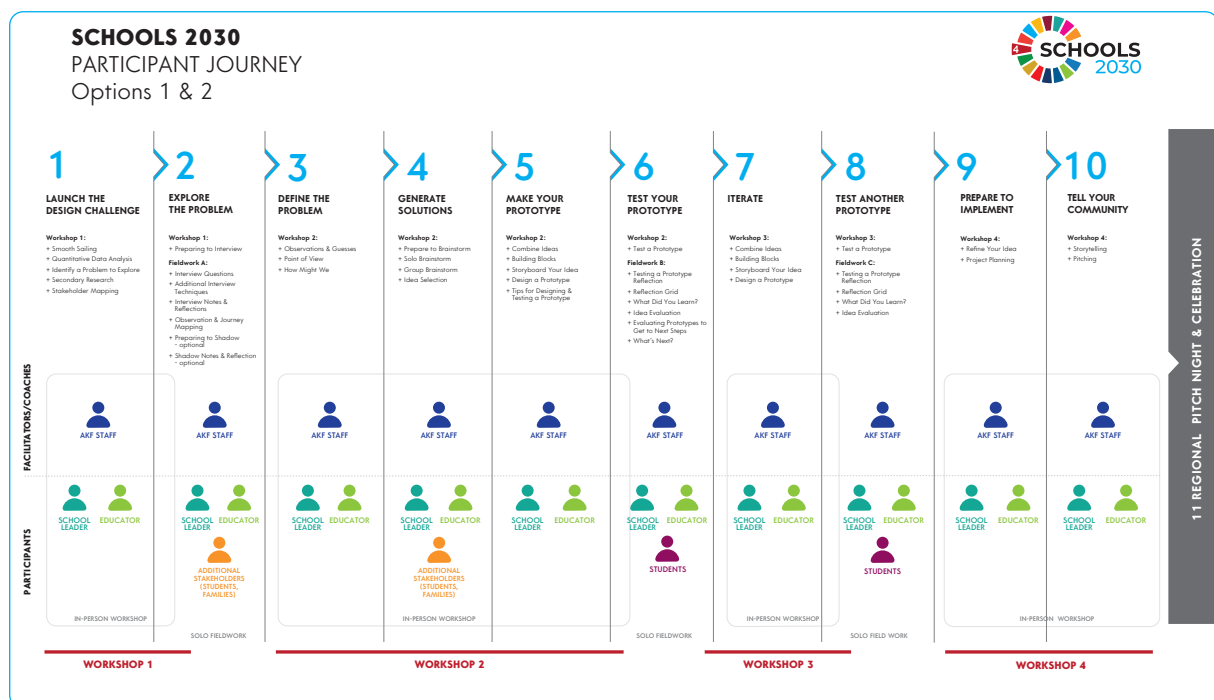 SCHOOLS 2030
PARTICIPANT JOURNEY
Options 1 & 2
4
SCHOOLS
2030
1
LAUNCH THE
DESIGN CHALLENGE
Workshop 1:
+ Smooth Sailing
+ Quantitative Data Analysis
+ Identify a Problem to Explore
+ Secondary Research
+ Stakeholder Mapping
2
EXPLORE
THE PROBLEM
Workshop 1:
+ Preparing to Interview
Fieldwork A:
+ Interview Questions
+ Additional Interview
Techniques
+ Interview Notes &
Reflections
+ Observation & Journey
Mapping
+ Preparing to Shadow
- optional
+ Shadow Notes & Reflection
- optional
3
DEFINE THE
PROBLEM
Workshop 2:
+ Observations & Guesses
+ Point of View
+ How Might We
4
GENERATE
SOLUTIONS
Workshop 2:
+ Prepare to Brainstorm
+ Solo Brainstorm
+ Group Brainstorm
+ Idea Selection
5
MAKE YOUR
PROTOTYPE
Workshop 2:
+ Combine Ideas
+ Building Blocks
+ Storyboard Your Idea
+ Design a Prototype
+ Tips for Designing &
Testing a Prototype
6
TEST YOUR
PROTOTYPE
Workshop 2:
+ Test a Prototype
Fieldwork B:
+ Testing a Prototype
Reflection
+ Reflection Grid
+ What Did You Learn?
+ Idea Evaluation
+ Evaluating Prototypes to
Get to Next Steps
+ What's Next?
7
ITERATE
Workshop 3:
+ Combine Ideas
+ Building Blocks
+ Storyboard Your Idea
+ Design a Prototype
8
TEST ANOTHER
PROTOTYPE
Workshop 3:
+ Test a Prototype
Fieldwork C:
+ Testing a Prototype
Reflection
+ Reflection Grid
+ What Did You Learn?
+ Idea Evaluation
9
PREPARE TO
IMPLEMENT
Workshop 4:
+ Refine Your Idea
+ Project Planning
10
TELL YOUR
COMMUNITY
Workshop 4:
+ Storytelling
+ Pitching
11 REGIONAL PITCH NIGHT & CELEBRATION
FACILITATORS/COACHES
AKF STAFF
AKF STAFF
AKF STAFF
AKF STAFF
AKF STAFF
AKF STAFF
AKF STAFF
AKF STAFF
AKF STAFF
AKF STAFF
PARTICIPANTS
SCHOOL
LEADER
EDUCATOR
SCHOOL
LEADER
EDUCATOR
SCHOOL
LEADER
EDUCATOR
SCHOOL
LEADER
EDUCATOR
SCHOOL
LEADER
EDUCATOR
SCHOOL
LEADER
EDUCATOR
SCHOOL
LEADER
EDUCATOR
SCHOOL
LEADER
EDUCATOR
SCHOOL
LEADER
EDUCATOR
SCHOOL
LEADER
EDUCATOR
ADDITIONAL
STAKEHOLDERS
(STUDENTS,
FAMILIES)
ADDITIONAL
STAKEHOLDERS
(STUDENTS,
FAMILIES)
STUDENTS
STUDENTS
IN-PERSON WORKSHOP
SOLO FIELDWORK
IN-PERSON WORKSHOP
SOLO FIELDWORK
IN-PERSON WORKSHOP
SOLO FIELD WORK
IN-PERSON WORKSHOP
WORKSHOP 1
WORKSHOP 2
WORKSHOP 3
WORKSHOP 4